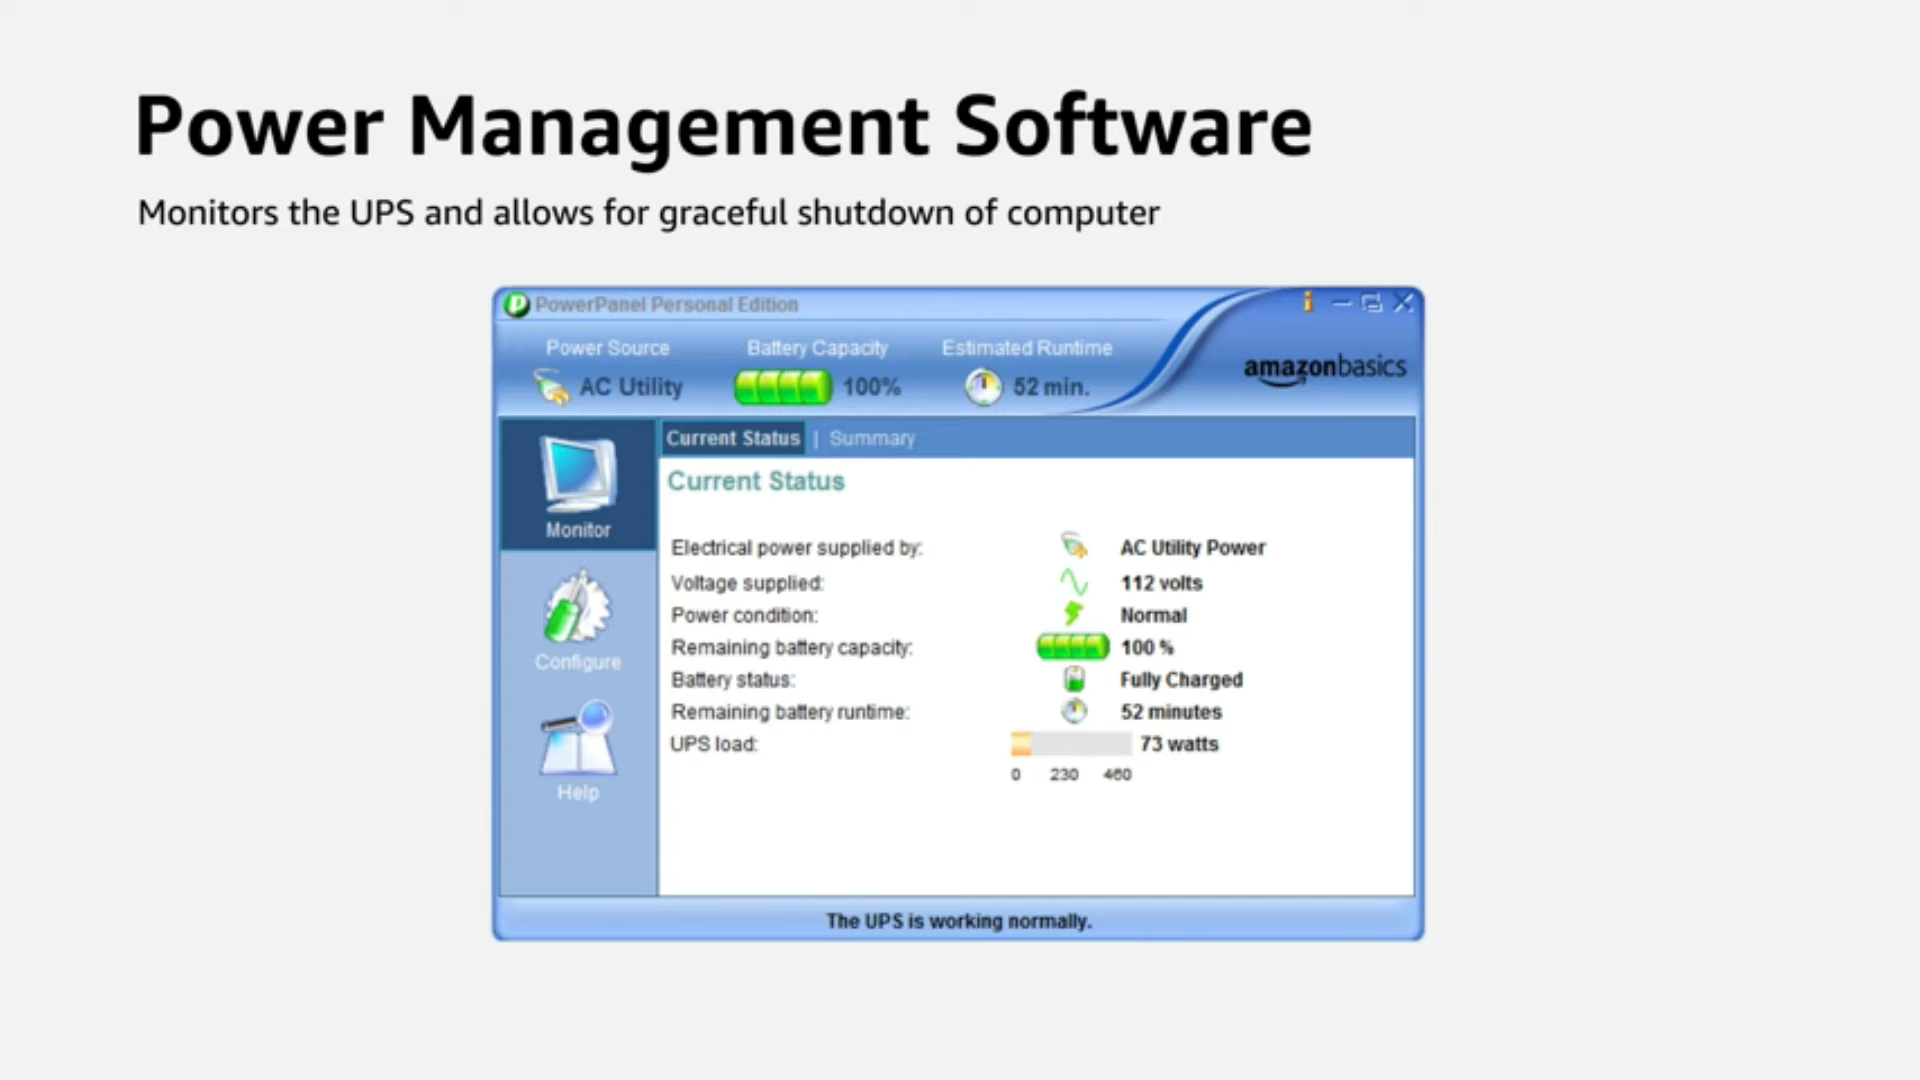 Power Management Software
Monitors the UPS and allows for graceful shutdown of computer
PowerPanel Personal Edition
Power Source Battery Capacity Estimated Runtime
AC Utility 100% 52 min.
amazonbasics
Current Status | Summary
Current Status
Monitor
Configure
Help
Electrical power supplied by: AC Utility Power
Voltage supplied: 112 volts
Power condition: Normal
Remaining battery capacity: 100 %
Battery status: Fully Charged
Remaining battery runtime: 52 minutes
UPS load: 73 watts
0 230 460
The UPS is working normally.